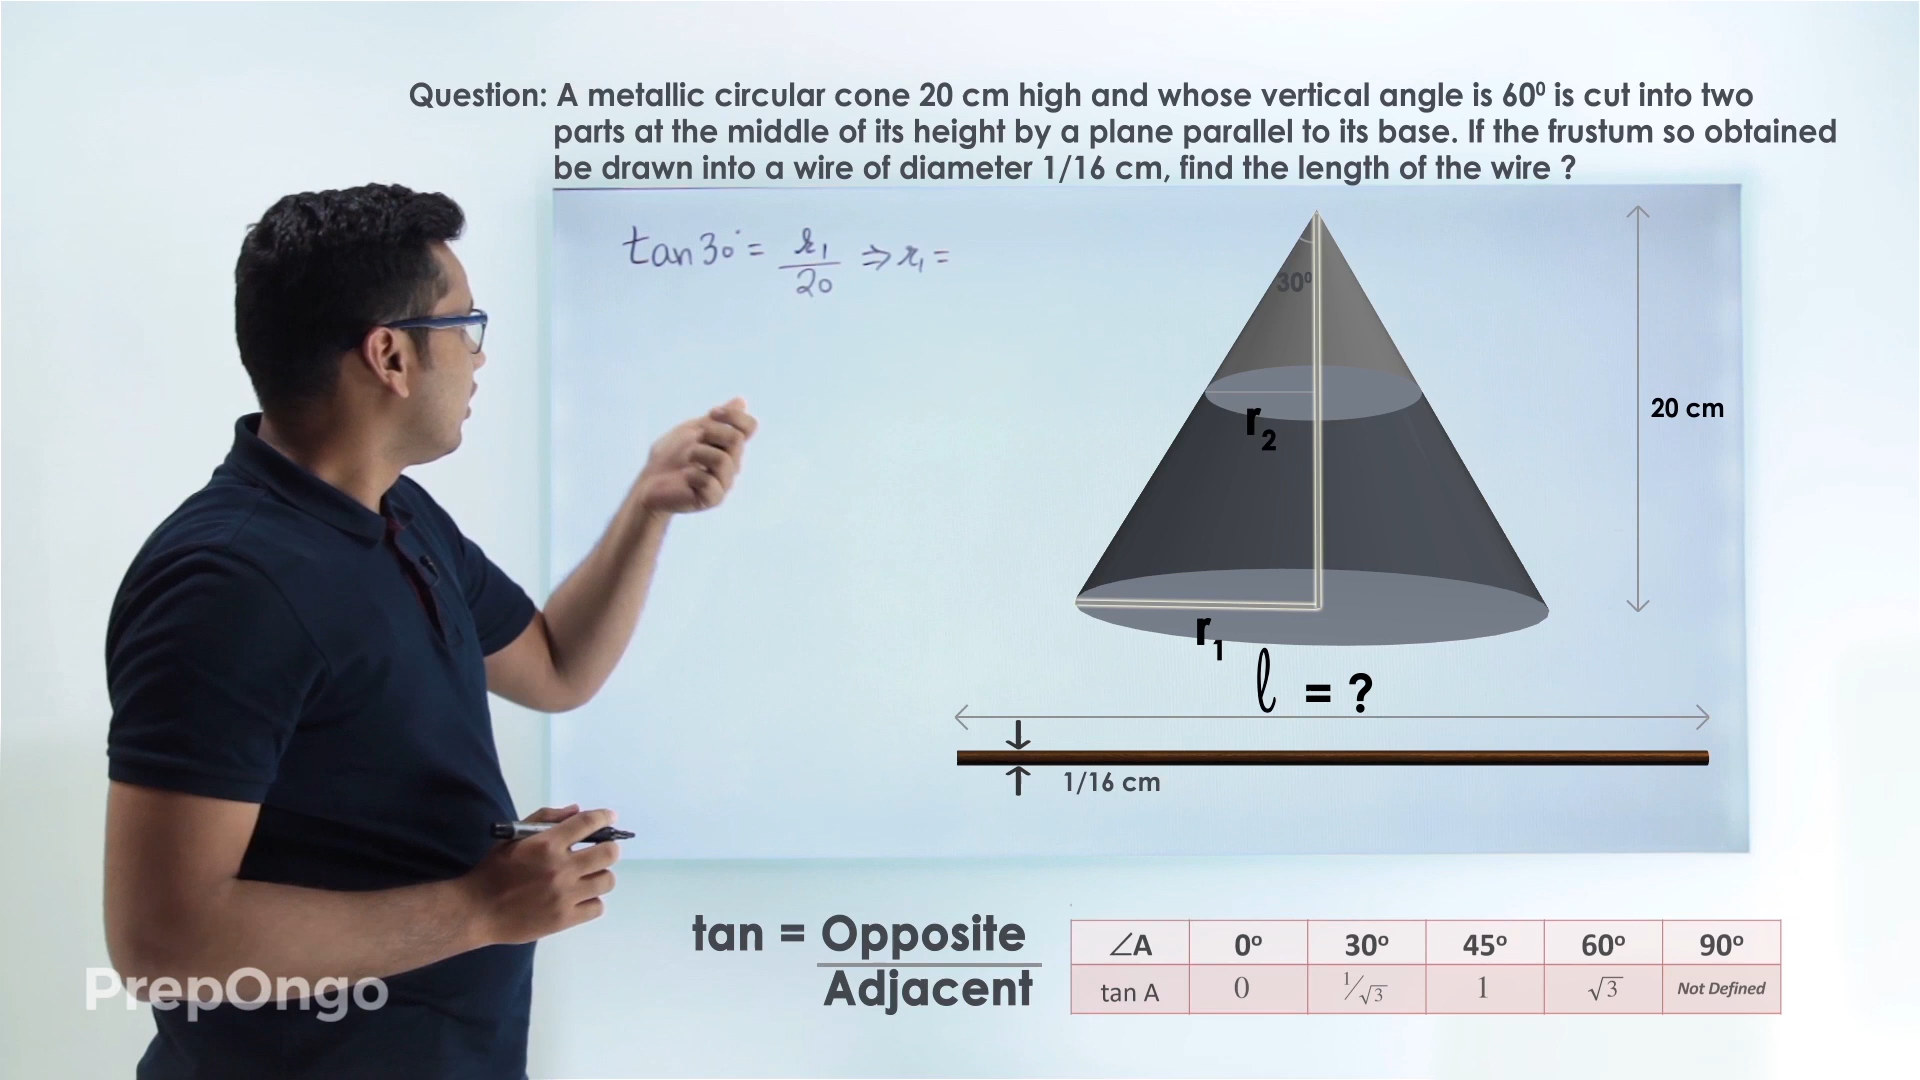 Question: A metallic circular cone 20 cm high and whose vertical angle is 60⁰ is cut into two
parts at the middle of its height by a plane parallel to its base. If the frustum so obtained
be drawn into a wire of diameter 1/16 cm, find the length of the wire ?
tan 30° = r₁/20 ⇒ r₁ =
30⁰
r₂
20 cm
r₁
ℓ = ?
1/16 cm
tan = Opposite
Adjacent
∠A 0º 30º 45º 60º 90º
tan A 0 1/√3 1 √3 Not Defined
PrepOngo